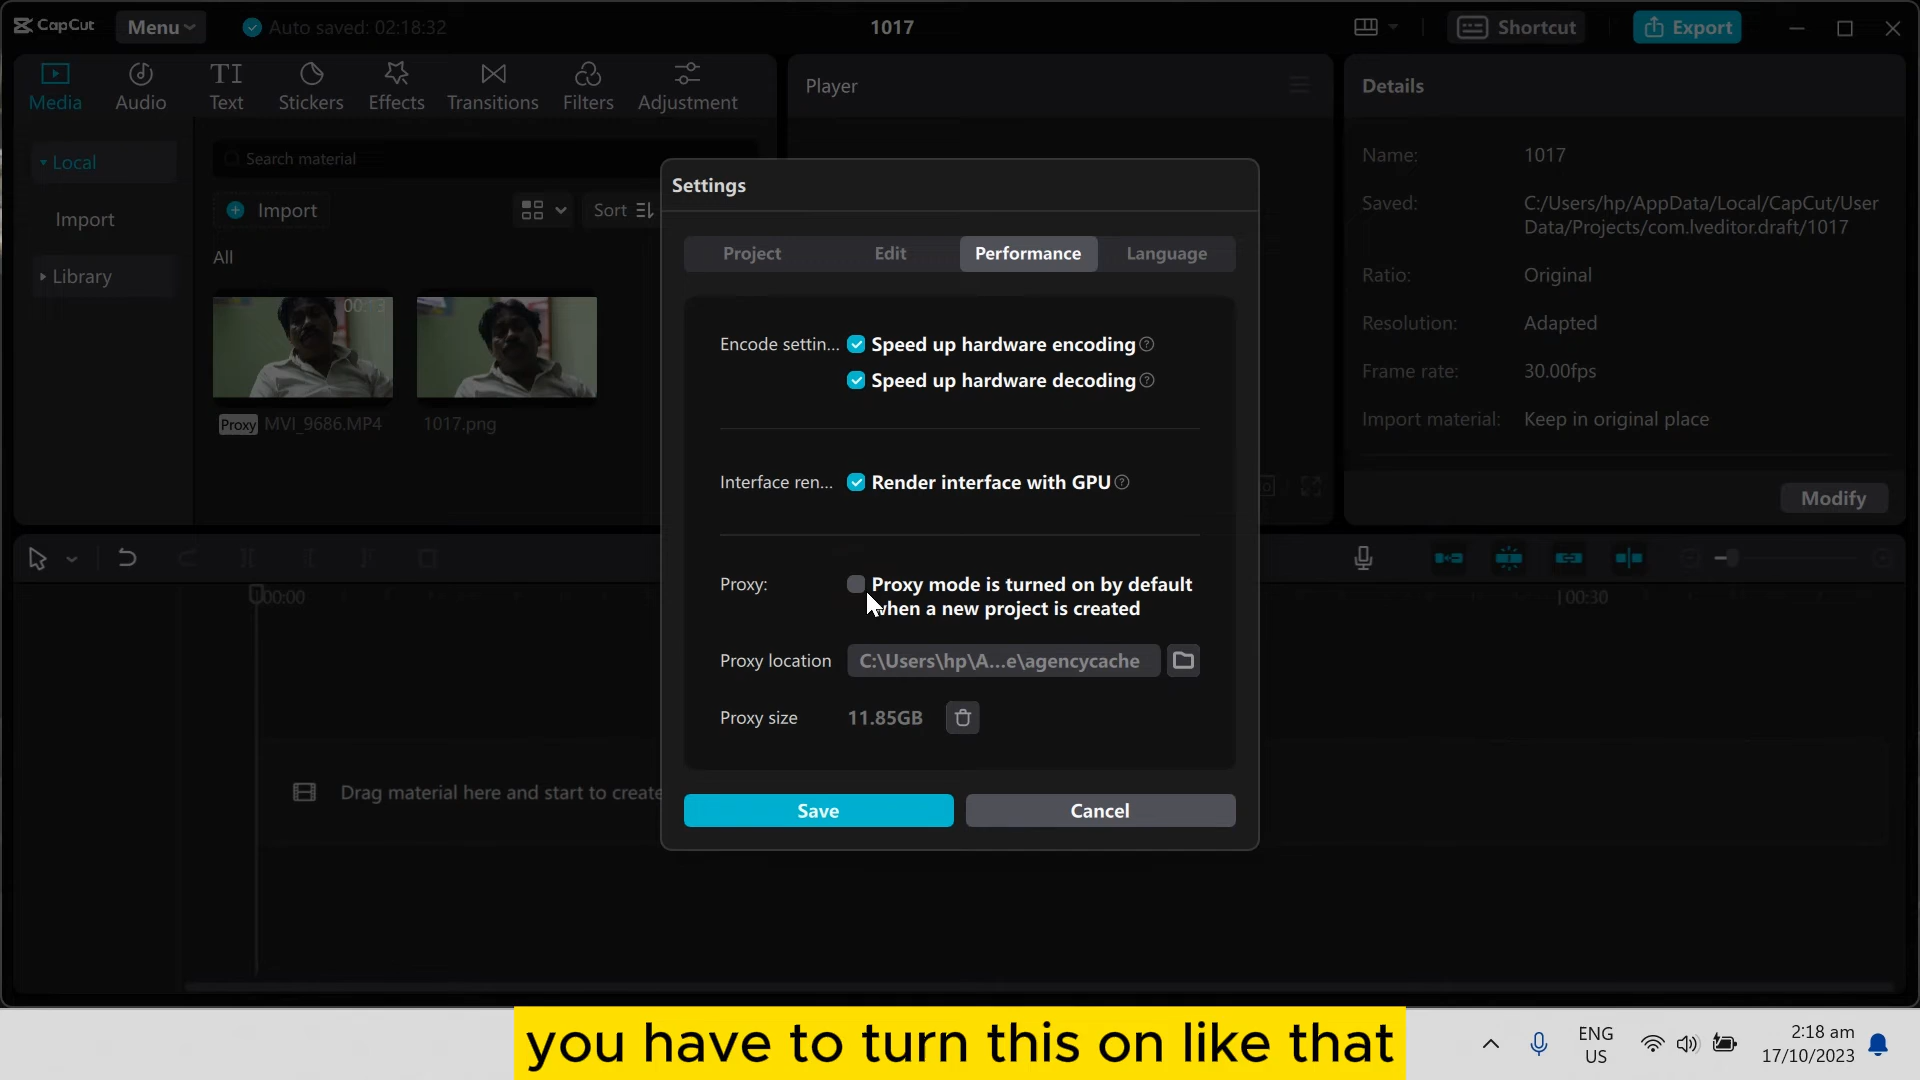 CapCut
Menu
Auto saved: 02:18:32
1017
Shortcut
Export
Media
Audio
TI
Text
Stickers
Effects
Transitions
Filters
Adjustment
Player
Details
Local
Import
Library
Search material
Import
Sort
All
Proxy MVI_9686.MP4
1017.png
Settings
Project
Edit
Performance
Language
Encode settin...
Speed up hardware encoding
Speed up hardware decoding
Interface ren...
Render interface with GPU
Proxy:
Proxy mode is turned on by default
when a new project is created
Proxy location
C:\Users\hp\A...e\agencycache
Proxy size
11.85GB
Save
Cancel
Name:
1017
Saved:
C:/Users/hp/AppData/Local/CapCut/User
Data/Projects/com.lveditor.draft/1017
Ratio:
Original
Resolution:
Adapted
Frame rate:
30.00fps
Import material:
Keep in original place
Modify
00:00
00:30
Drag material here and start to create
you have to turn this on like that
ENG
US
2:18 am
17/10/2023